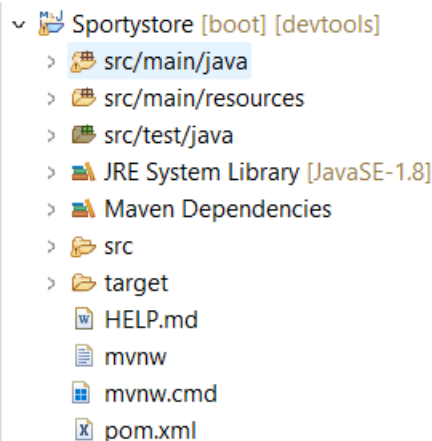 Sportystore [boot] [devtools]
src/main/java
src/main/resources
src/test/java
JRE System Library [JavaSE-1.8]
Maven Dependencies
src
target
HELP.md
mvnw
mvnw.cmd
pom.xml